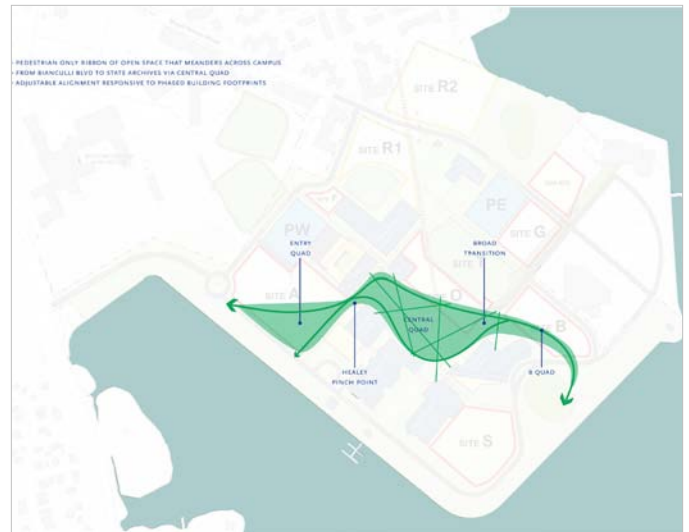 • PEDESTRIAN ONLY RIBBON OF OPEN SPACE THAT MEANDERS ACROSS CAMPUS
• FROM BIANCULLI BLVD TO STATE ARCHIVES VIA CENTRAL QUAD
• ADJUSTABLE ALIGNMENT RESPONSIVE TO PHASED BUILDING FOOTPRINTS
SITE R2
SITE R1
PW
PE
SITE G
ENTRY
QUAD
BROAD
TRANSITION
SITE A
D
B
CENTRAL
QUAD
HEALEY
PINCH POINT
B QUAD
SITE S